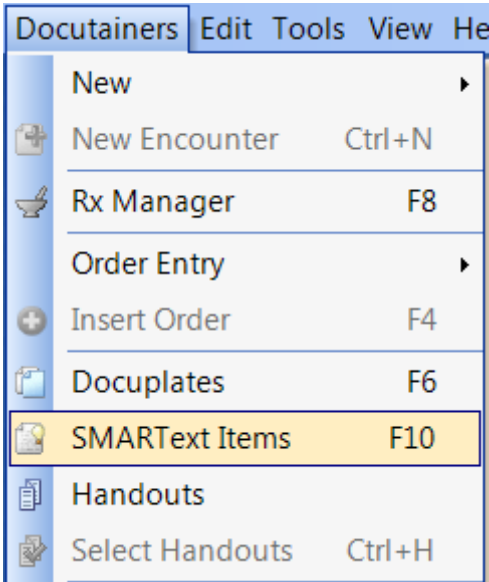 Docutainers Edit Tools View He
New
New Encounter Ctrl+N
Rx Manager F8
Order Entry
Insert Order F4
Docuplates F6
SMARText Items F10
Handouts
Select Handouts Ctrl+H